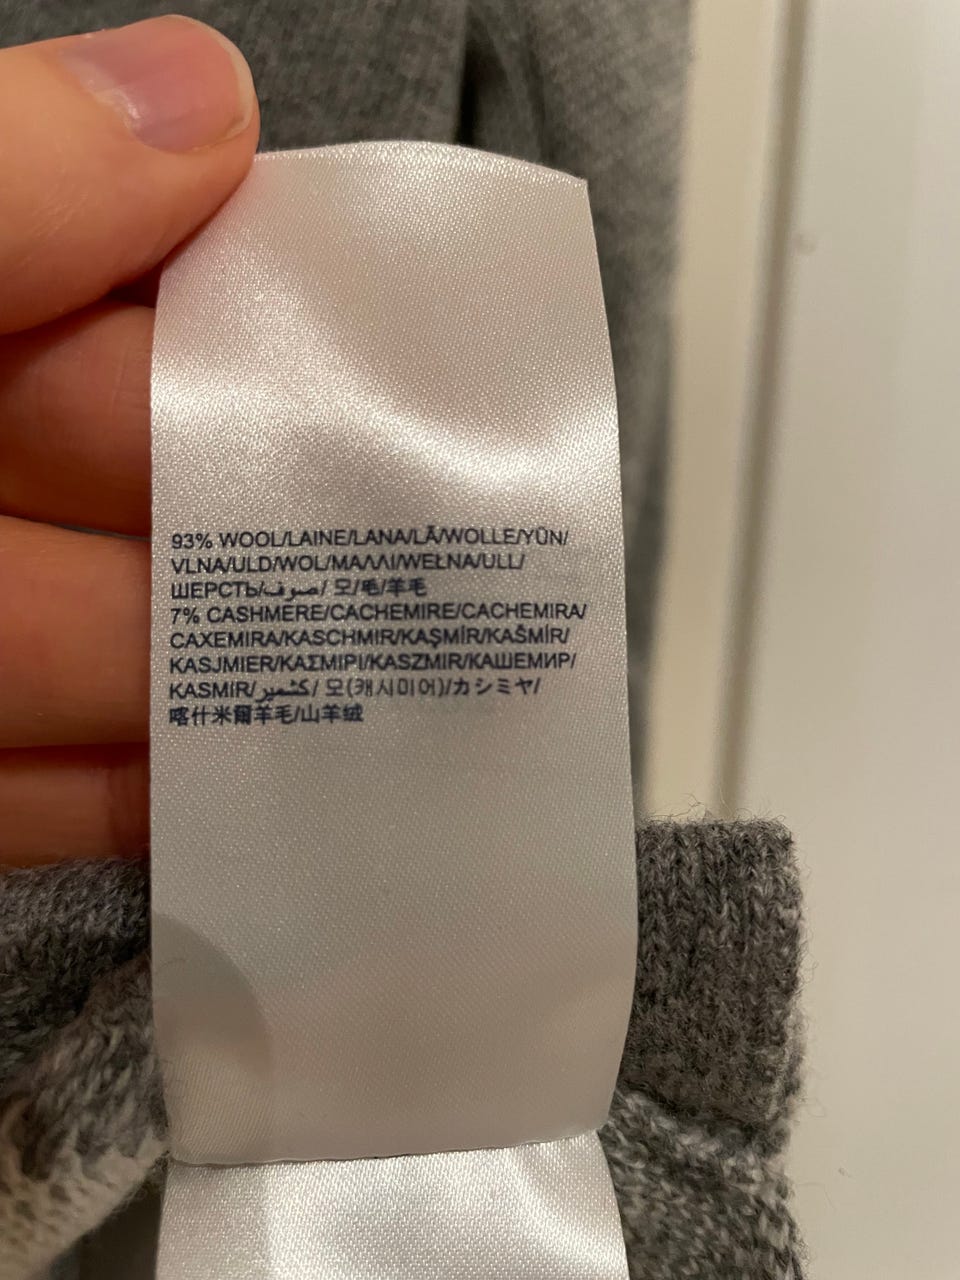 93% WOOL/LAINE/LANA/LÃ/WOLLE/YÜN/
VLNA/ULD/WOL/ΜΑΛΛΙ/WEŁNA/ULL/
ШЕРСТЬ/صوف/ 모/毛/羊毛
7% CASHMERE/CACHEMIRE/CACHEMIRA/
CAXEMIRA/KASCHMIR/KAŞMİR/KAŠMÍR/
KASJMIER/ΚΑΣΜΙΡΙ/KASZMIR/КАШЕМИР/
KASMIR/كشمير/ 모(캐시미어)/カシミヤ/
喀什米爾羊毛/山羊绒